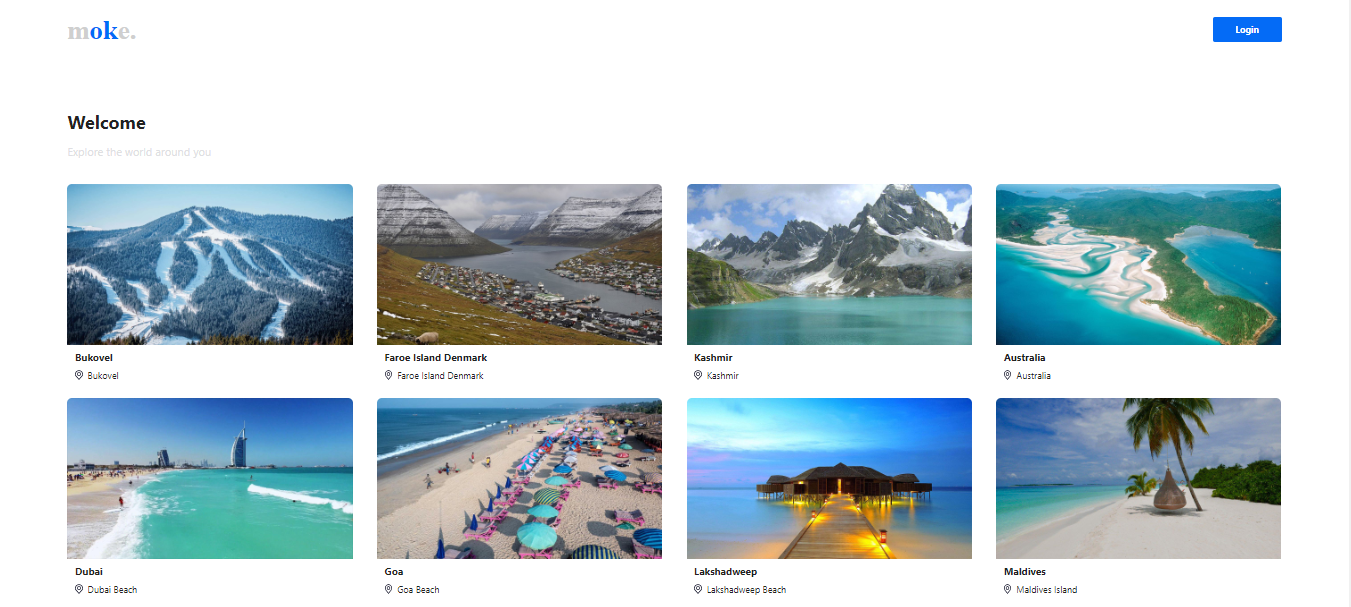 moke.
Login
Welcome
Explore the world around you
Bukovel
Bukovel
Faroe Island Denmark
Faroe Island Denmark
Kashmir
Kashmir
Australia
Australia
Dubai
Dubai Beach
Goa
Goa Beach
Lakshadweep
Lakshadweep Beach
Maldives
Maldives Island